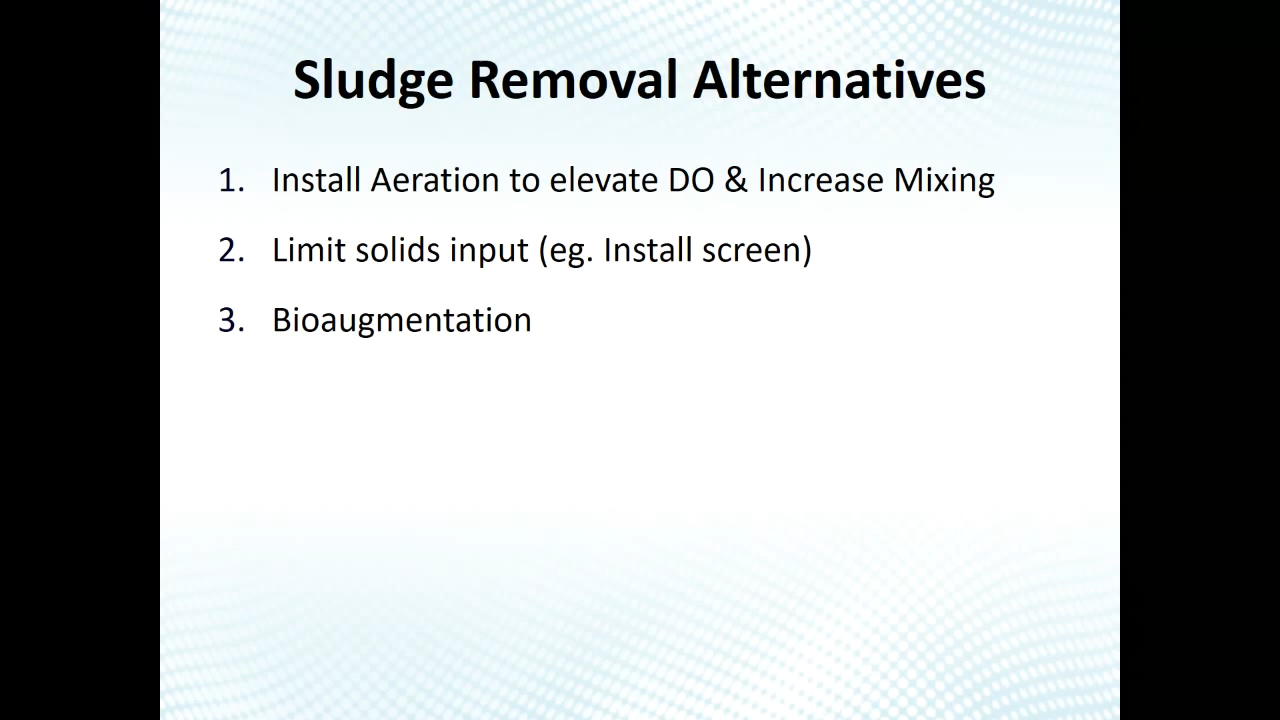 Sludge Removal Alternatives
1. Install Aeration to elevate DO & Increase Mixing
2. Limit solids input (eg. Install screen)
3. Bioaugmentation